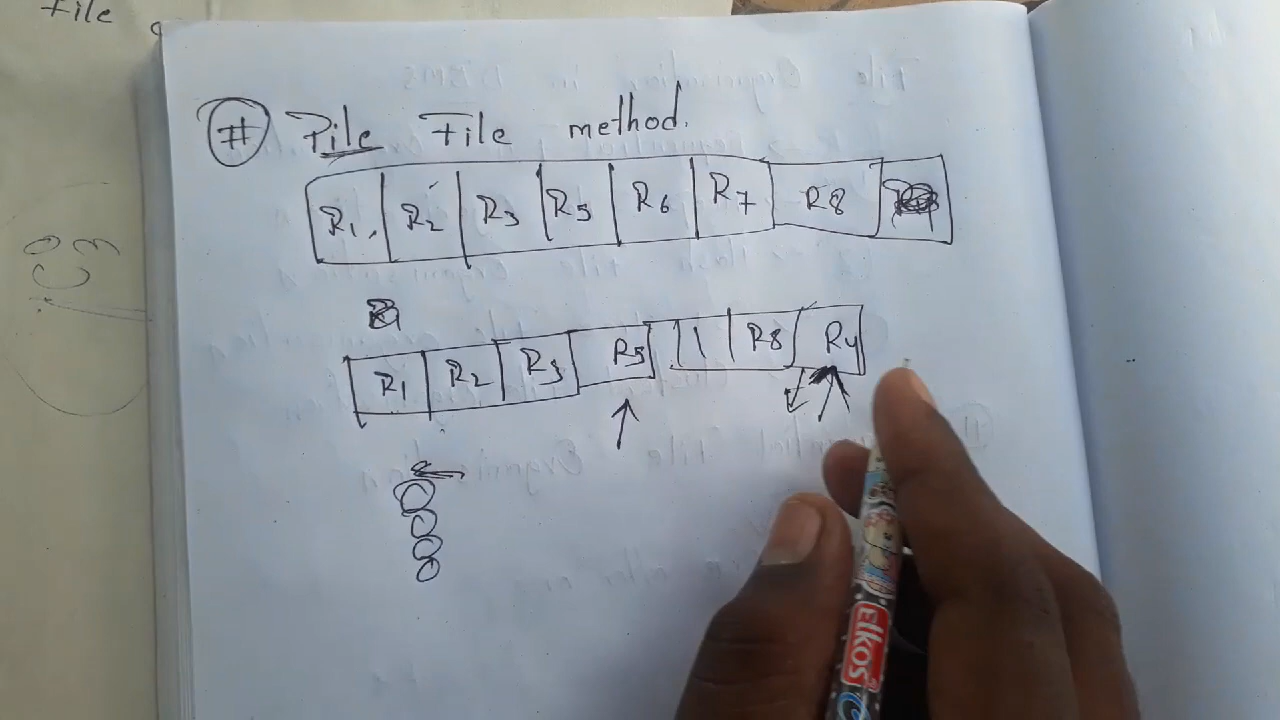 File
# Pile File method.
R1 R2 R3 R5 R6 R7 R8
R1 R2 R3 R5 R8 R4
elkos